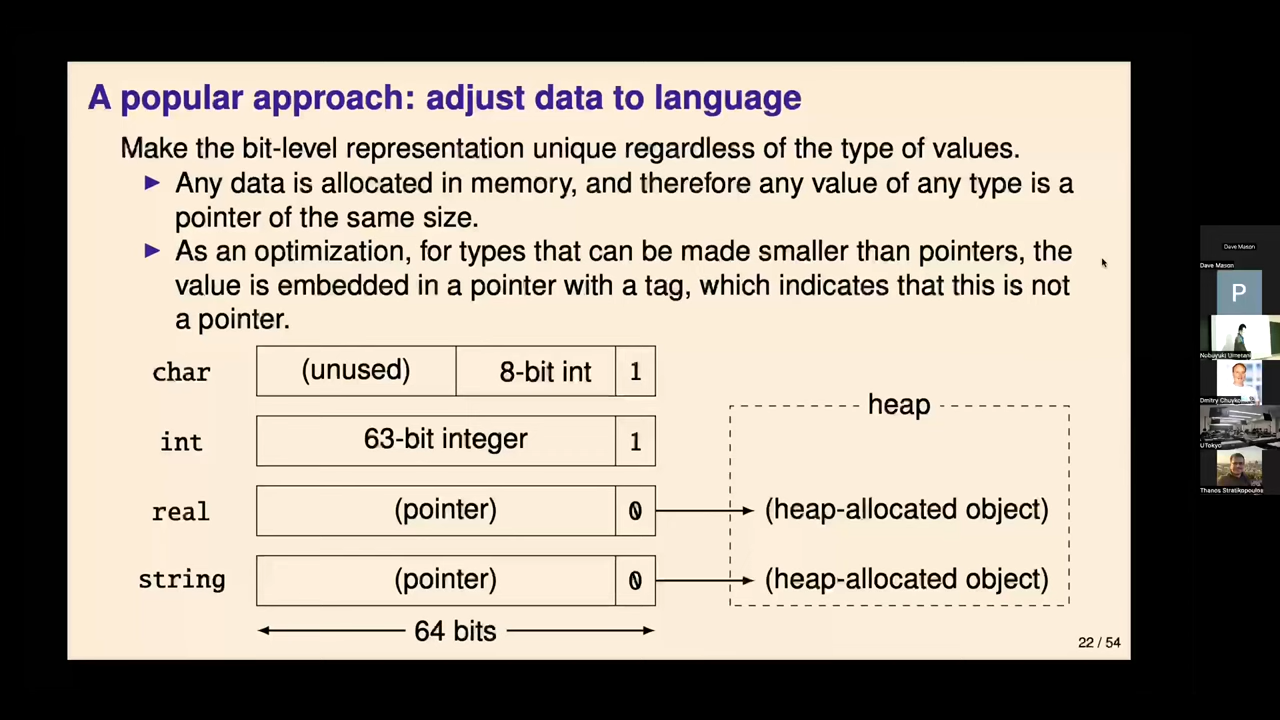 A popular approach: adjust data to language
Make the bit-level representation unique regardless of the type of values.
▶ Any data is allocated in memory, and therefore any value of any type is a
pointer of the same size.
▶ As an optimization, for types that can be made smaller than pointers, the
value is embedded in a pointer with a tag, which indicates that this is not
a pointer.
char (unused) 8-bit int 1
heap
int 63-bit integer 1
real (pointer) 0 (heap-allocated object)
string (pointer) 0 (heap-allocated object)
64 bits
22 / 54
Dave Mason
Dave Mason
P
Nobuyuki Umetani
Dmitry Chuyko
UTokyo
Thanos Stratikopoulos